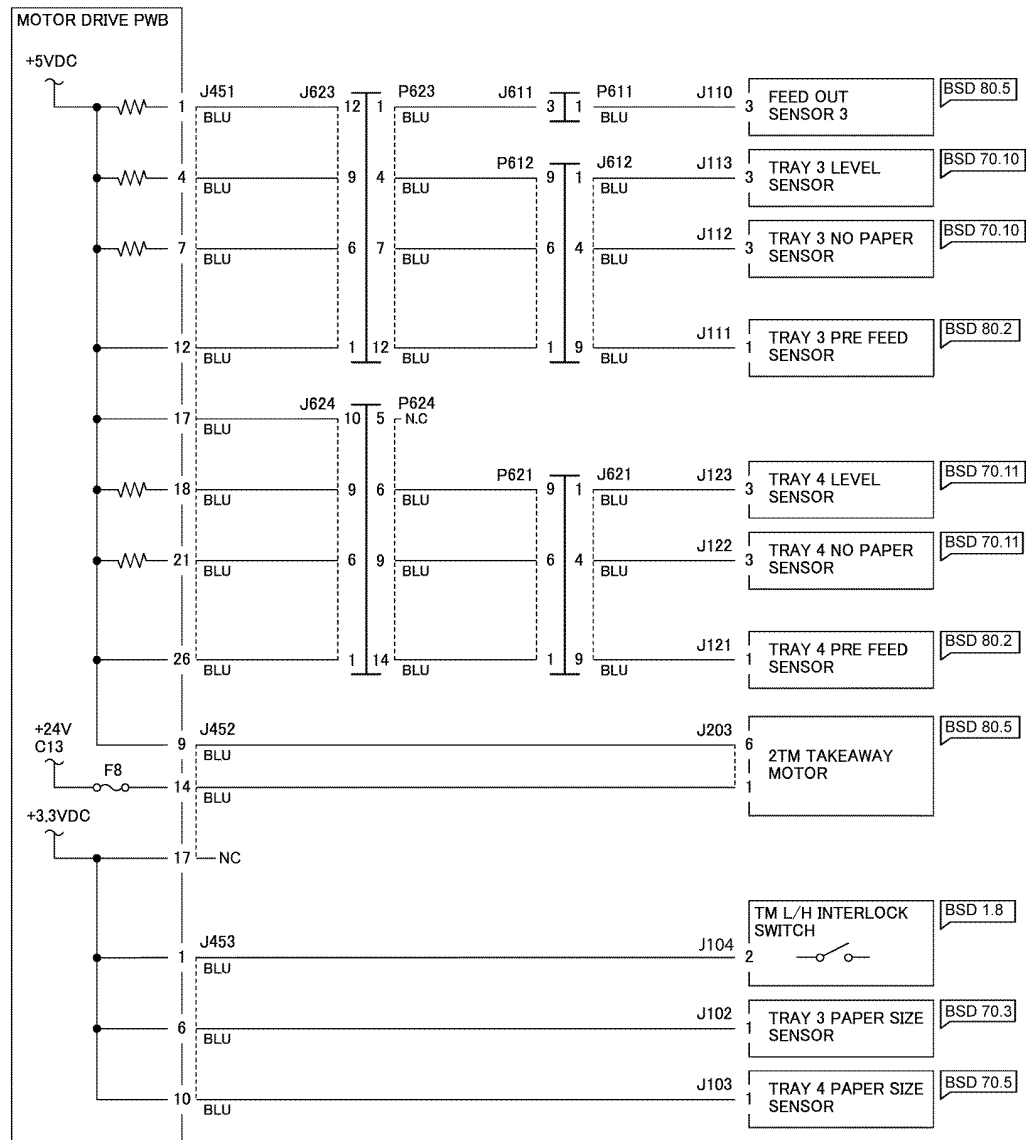 MOTOR DRIVE PWB
+5VDC
1 J451 J623 12 1 P623 J611 3 1 P611 J110 3 FEED OUT SENSOR 3 BSD 80.5
BLU BLU BLU
4 9 4 P612 9 1 J612 J113 3 TRAY 3 LEVEL SENSOR BSD 70.10
BLU BLU BLU
7 6 7 6 4 J112 3 TRAY 3 NO PAPER SENSOR BSD 70.10
BLU BLU BLU
12 1 12 1 9 J111 1 TRAY 3 PRE FEED SENSOR BSD 80.2
BLU BLU BLU
17 J624 10 5 P624
BLU N.C
18 9 6 P621 9 1 J621 J123 3 TRAY 4 LEVEL SENSOR BSD 70.11
BLU BLU BLU
21 6 9 6 4 J122 3 TRAY 4 NO PAPER SENSOR BSD 70.11
BLU BLU BLU
26 1 14 1 9 J121 1 TRAY 4 PRE FEED SENSOR BSD 80.2
BLU BLU BLU
+24V
C13
9 J452 J203 6 2TM TAKEAWAY MOTOR BSD 80.5
BLU
F8
14 1
BLU
+3.3VDC
17 NC
1 J453 J104 2 TM L/H INTERLOCK SWITCH BSD 1.8
BLU
6 J102 1 TRAY 3 PAPER SIZE SENSOR BSD 70.3
BLU
10 J103 1 TRAY 4 PAPER SIZE SENSOR BSD 70.5
BLU